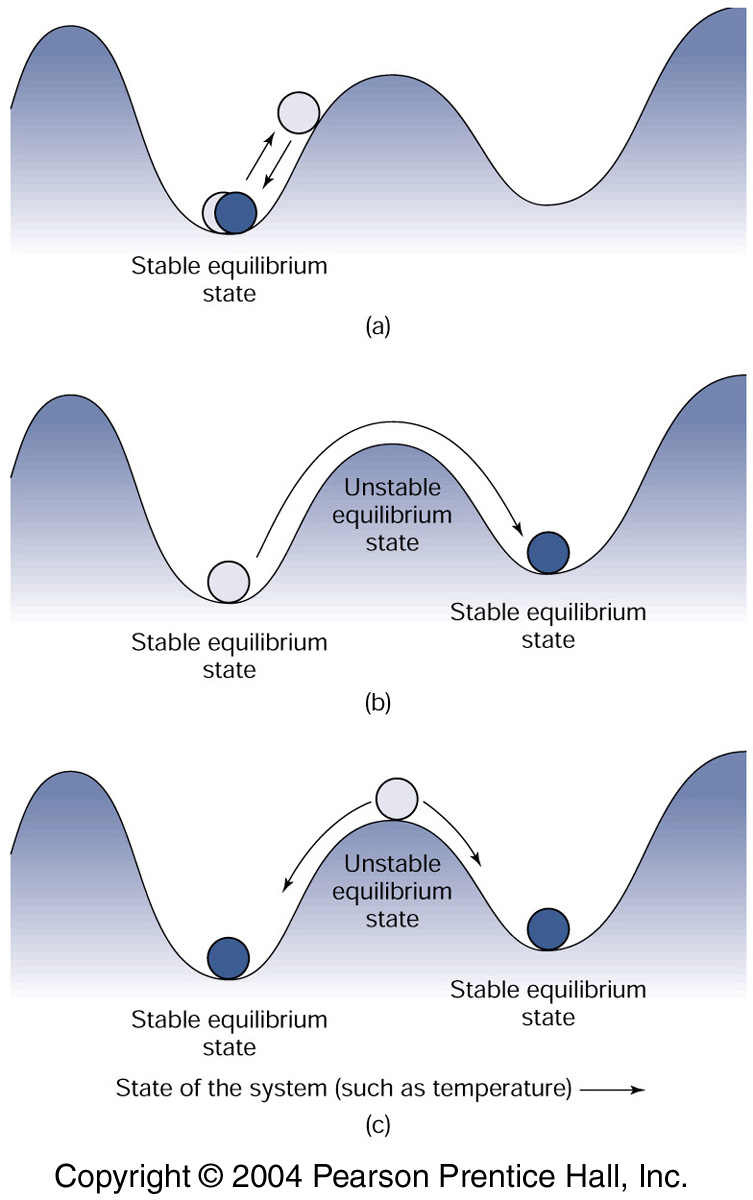 Stable equilibrium
state
(a)
Unstable
equilibrium
state
Stable equilibrium
state
Stable equilibrium
state
(b)
Unstable
equilibrium
state
Stable equilibrium
state
Stable equilibrium
state
State of the system (such as temperature)
(c)
Copyright © 2004 Pearson Prentice Hall, Inc.